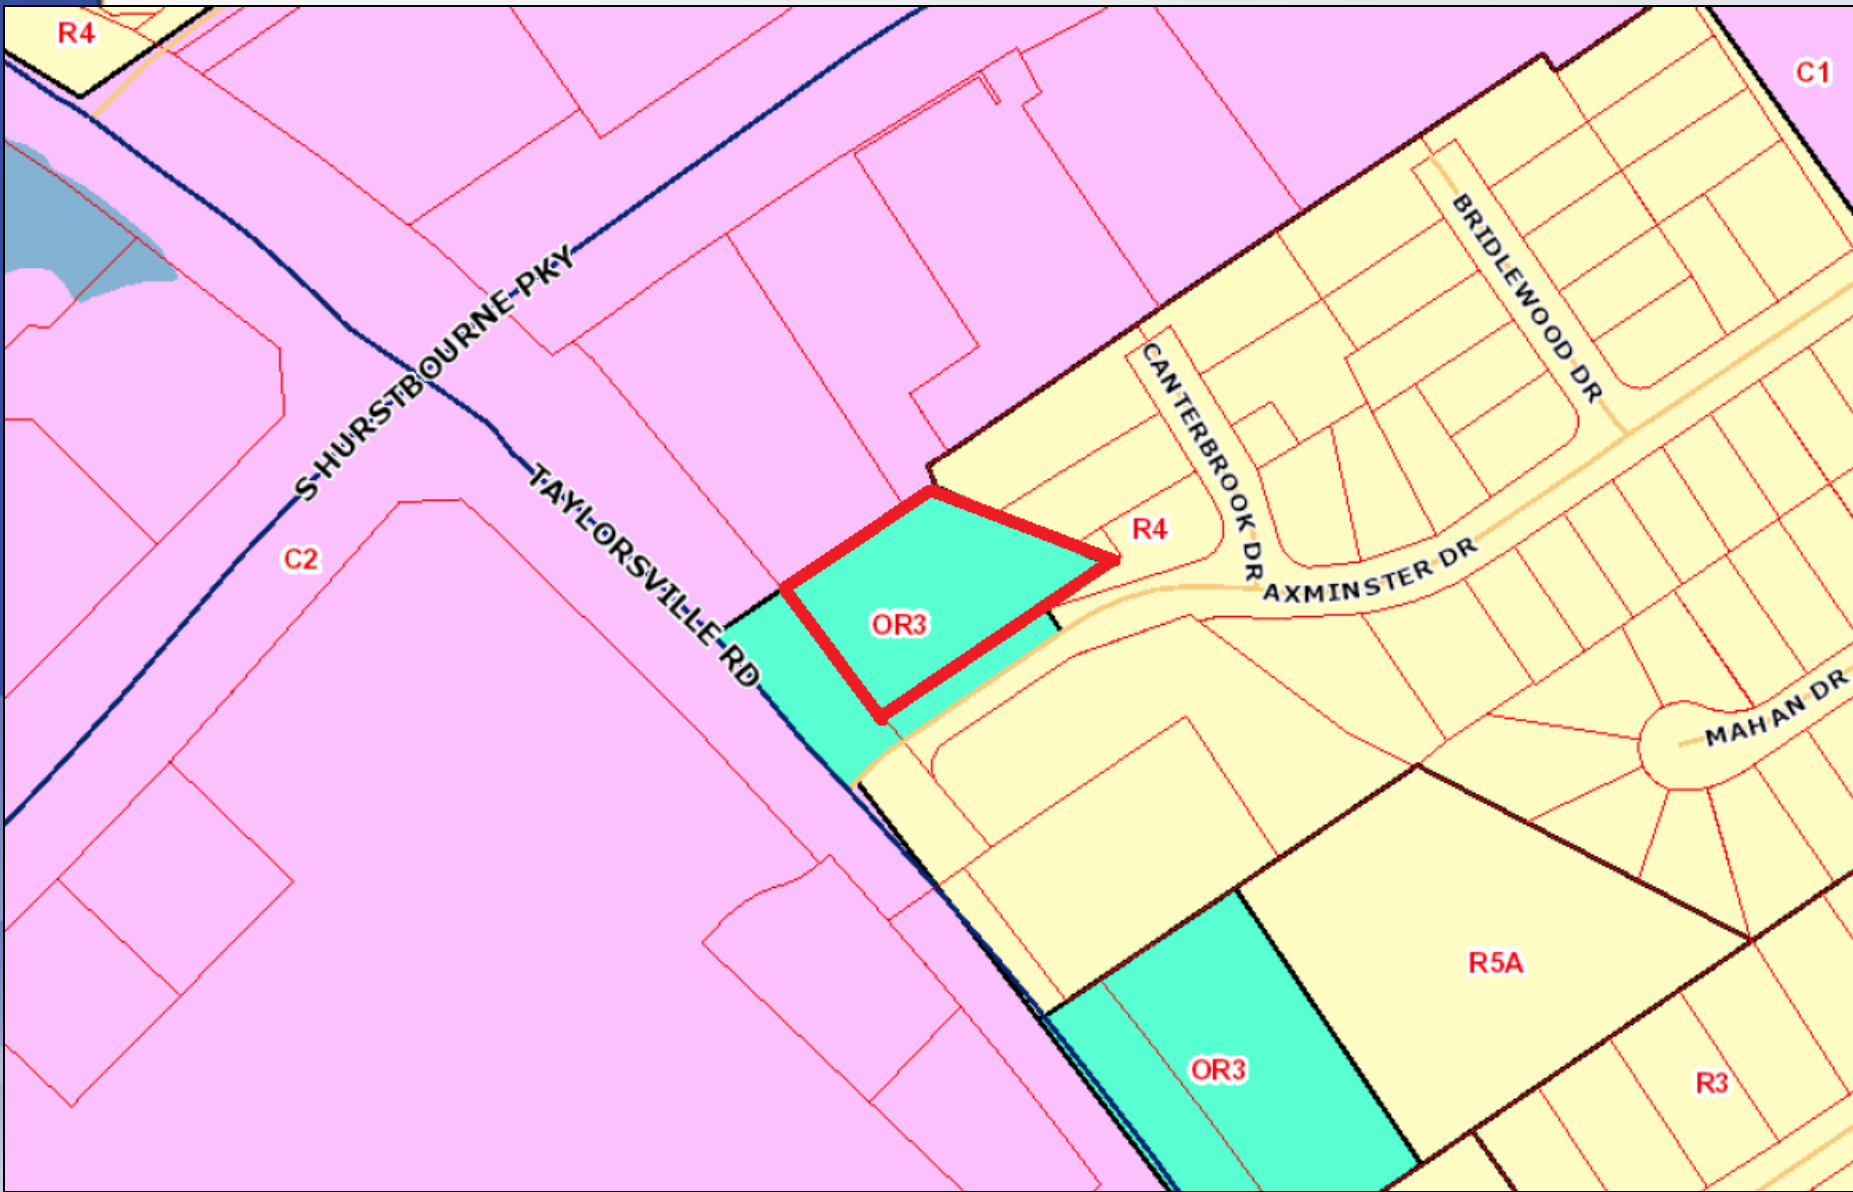 R4
C1
BRIDLEWOOD DR
S HURSTBOURNE PKY
CANTERBROOK DR
TAYLORSVILLE RD
C2
R4
AXMINSTER DR
OR3
MAHAN DR
R5A
OR3
R3